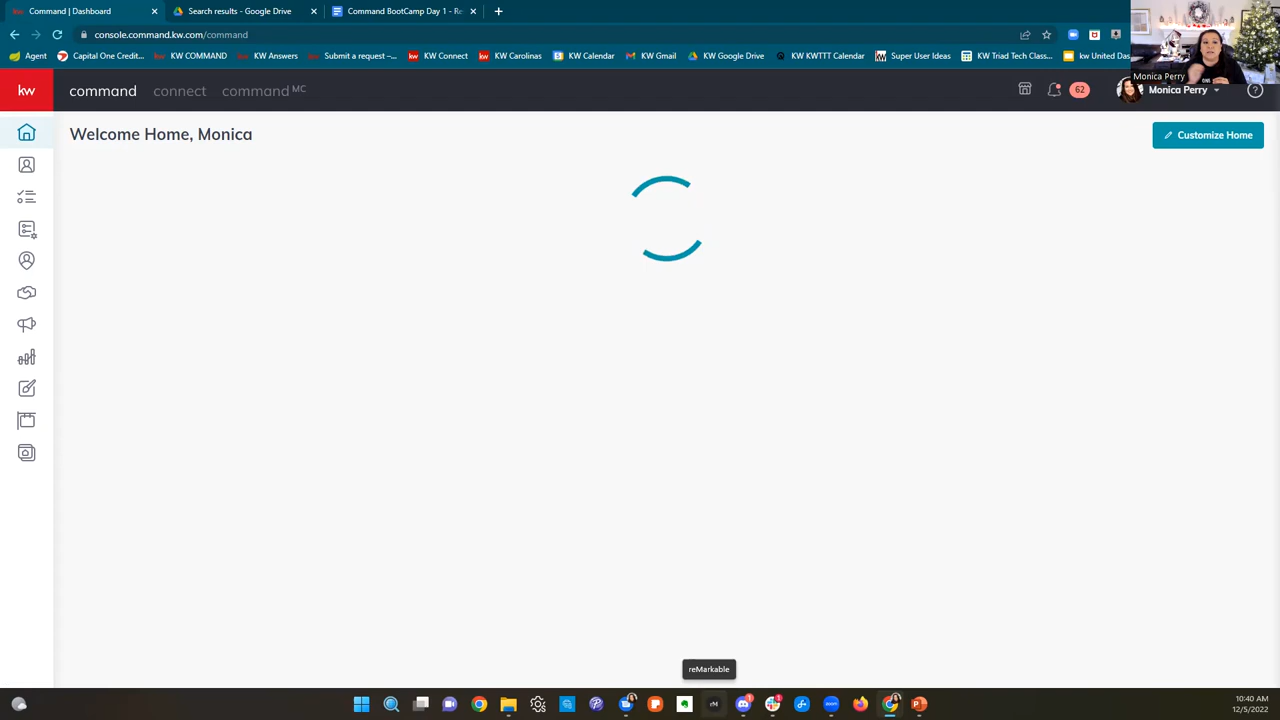 Command | Dashboard
Search results - Google Drive
Command BootCamp Day 1 - Re
console.command.kw.com/command
Agent
Capital One Credit...
KW COMMAND
KW Answers
Submit a request –...
KW Connect
KW Carolinas
KW Calendar
KW Gmail
KW Google Drive
KW KWTTT Calendar
Super User Ideas
KW Triad Tech Class...
kw United Das
Monica Perry
kw
command
connect
command MC
62
Monica Perry
Welcome Home, Monica
Customize Home
reMarkable
rM
10:40 AM
12/5/2022